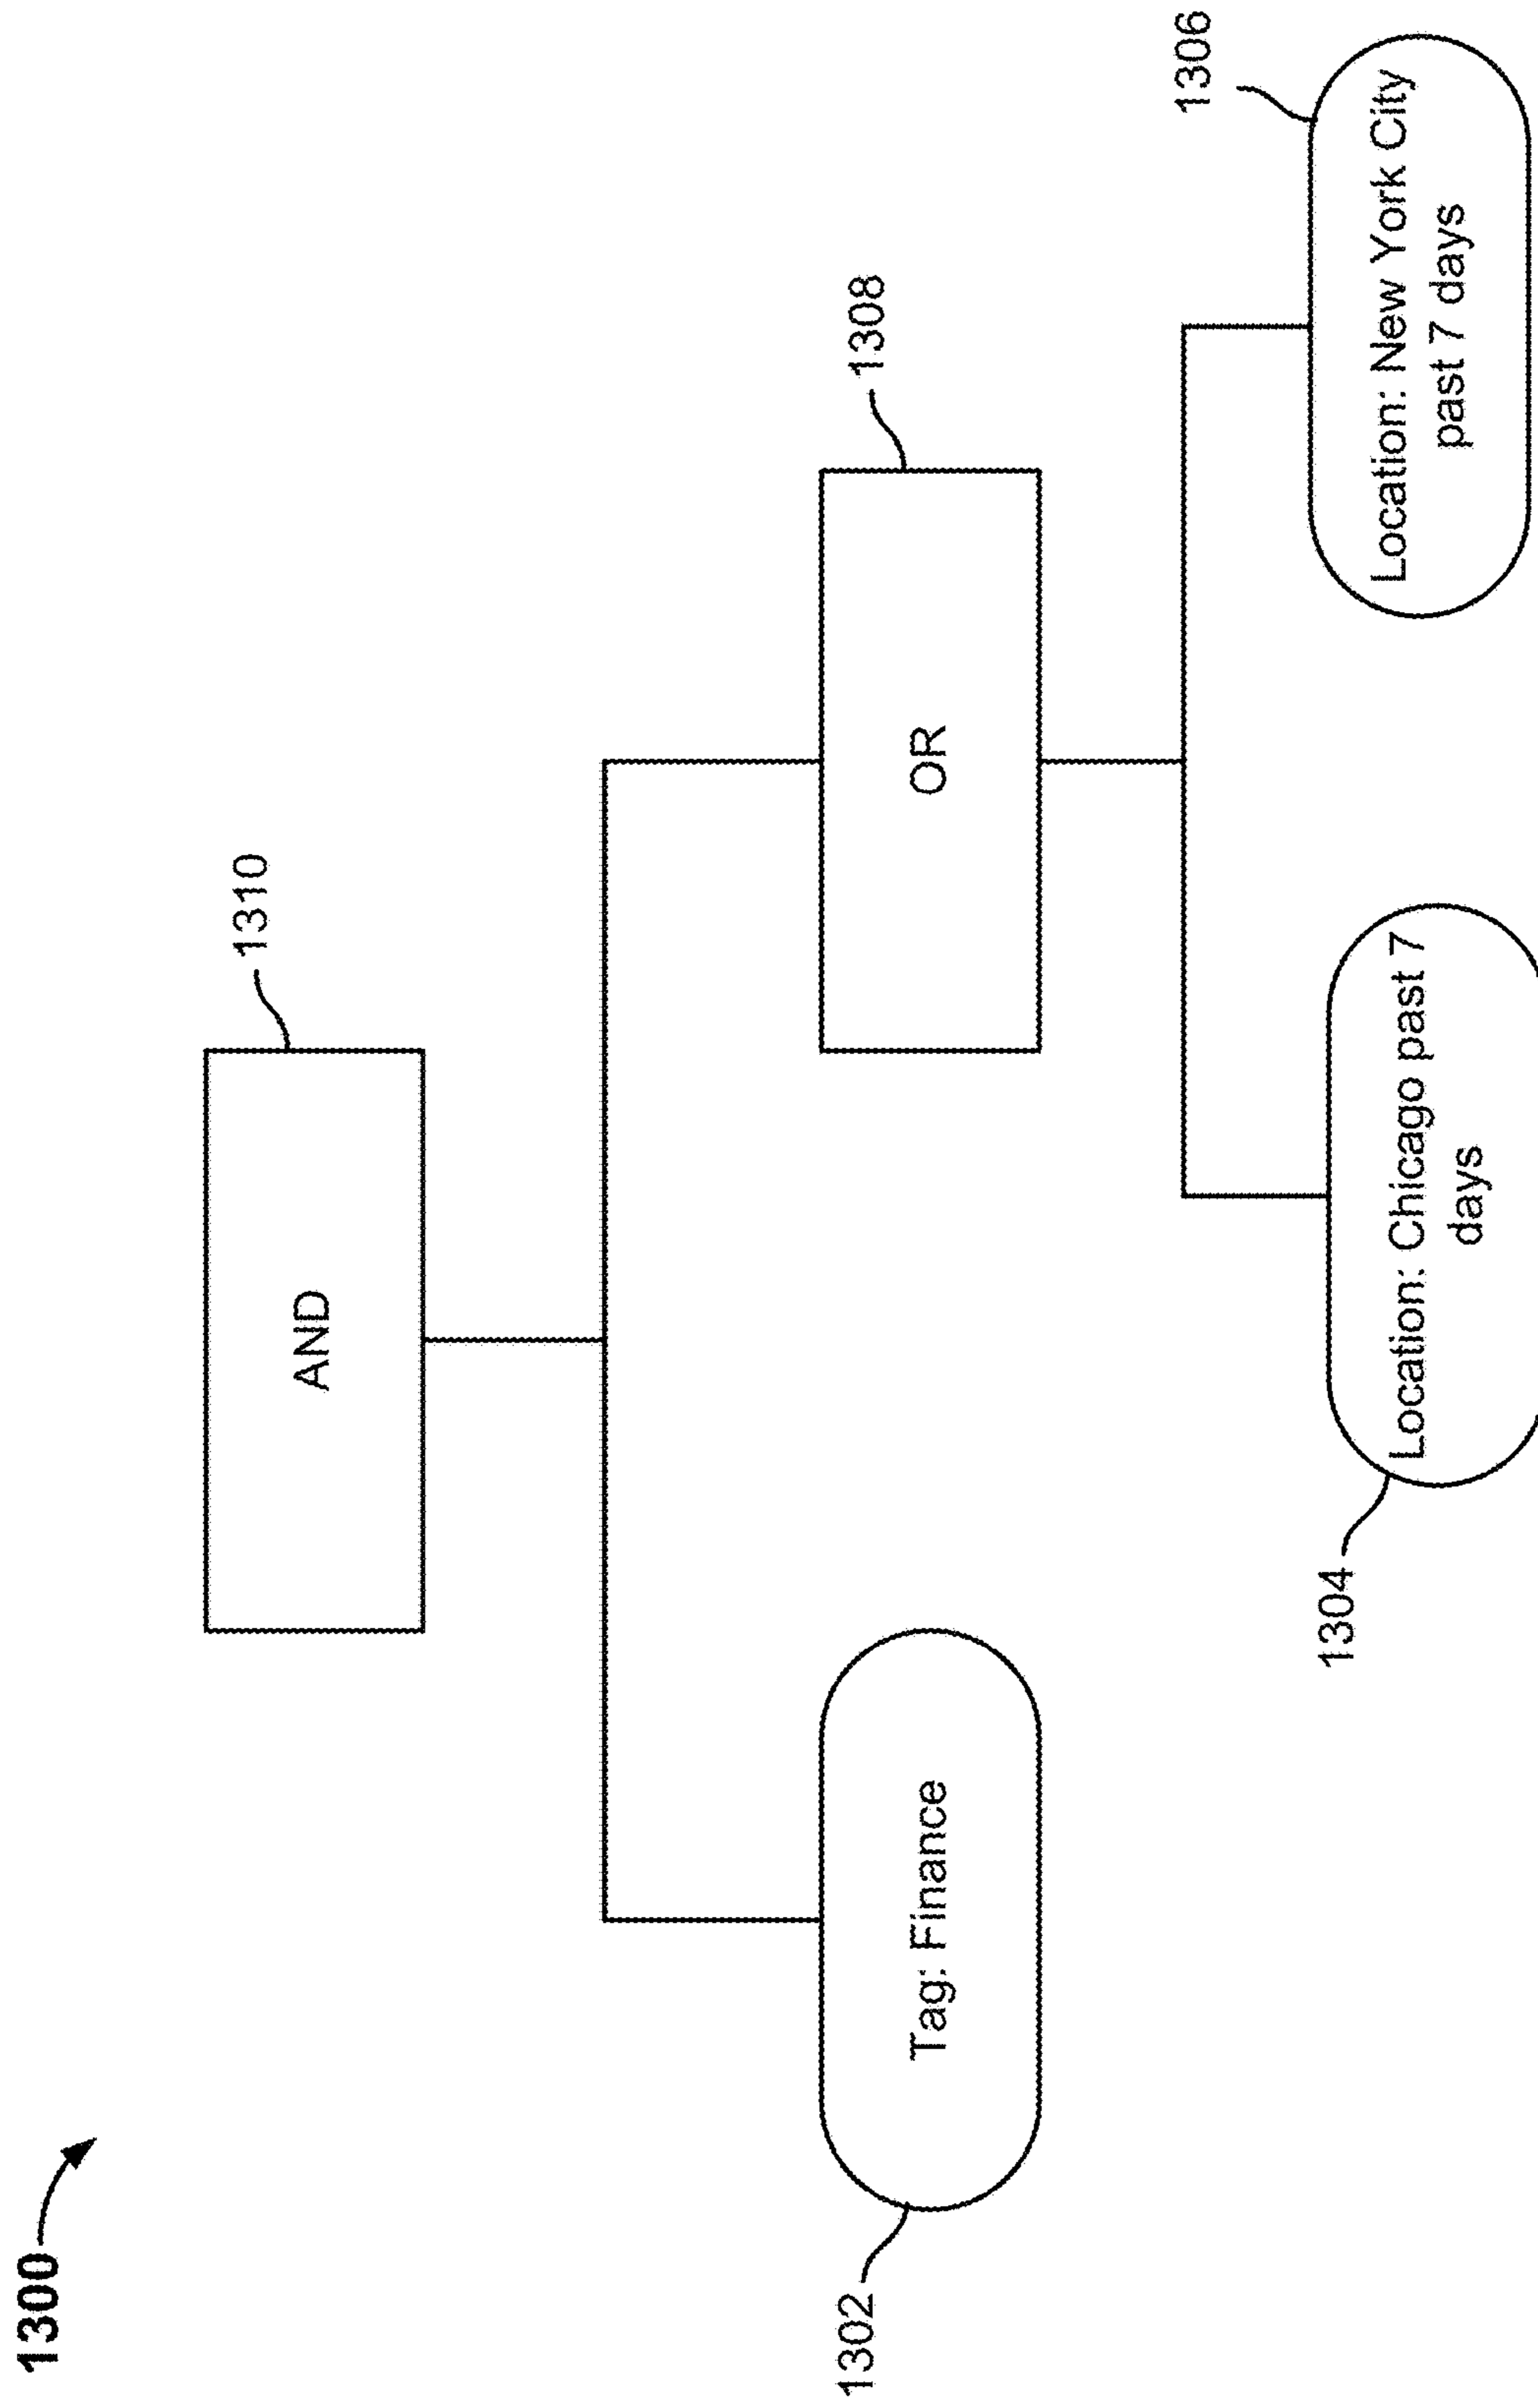 1300
1310
AND
1308
OR
1302
Tag: Finance
1306
Location: New York City
past 7 days
1304
Location: Chicago past 7
days